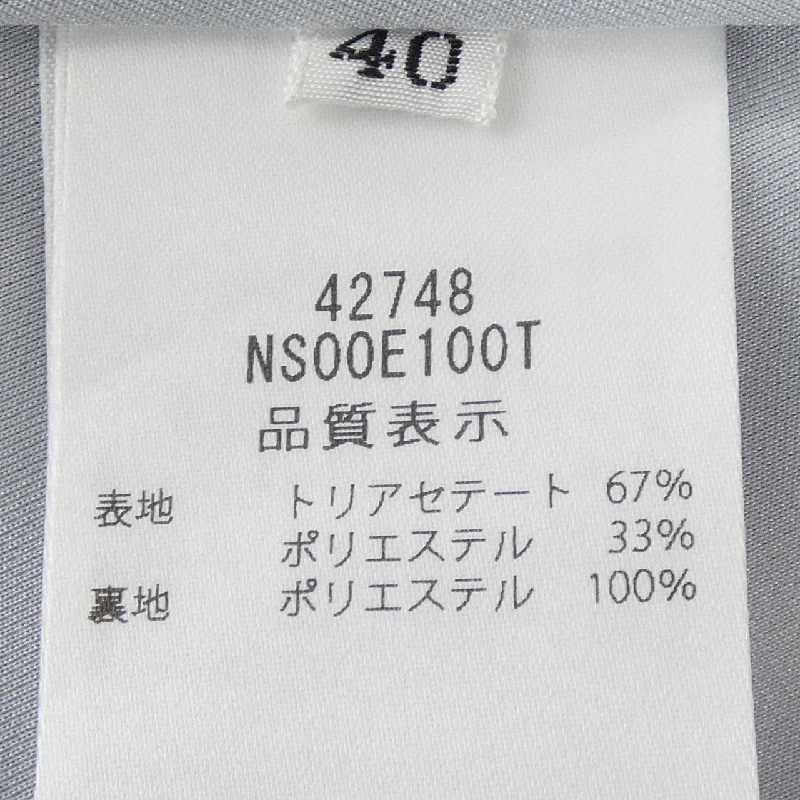 40
42748
NS00E100T
品質表示
表地 トリアセテート 67%
ポリエステル 33%
裏地 ポリエステル 100%